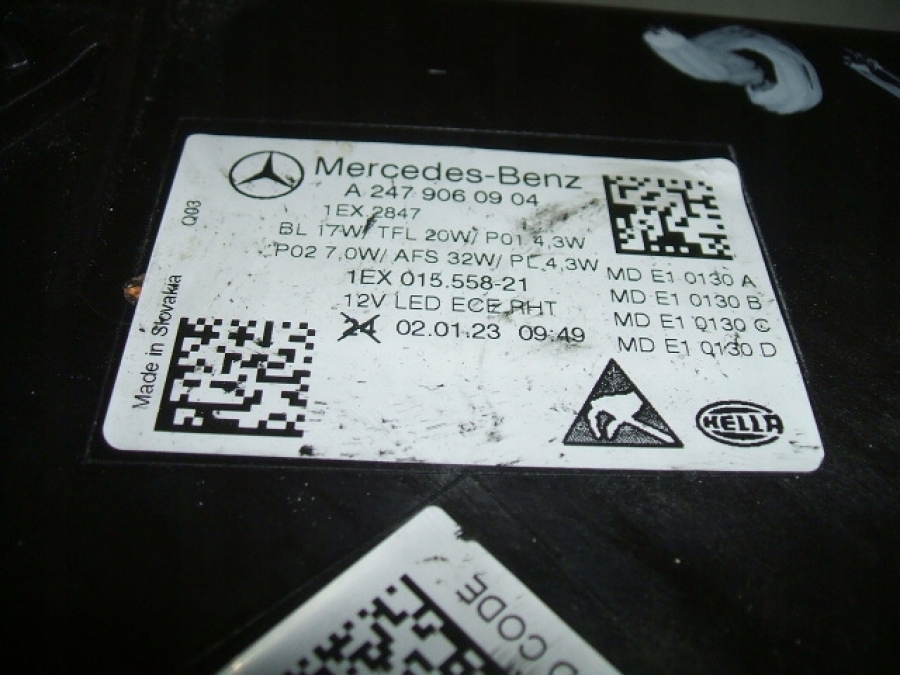 Mercedes-Benz
A 247 906 09 04
1EX 2847
BL 17W/ TFL 20W/ P01 4,3W
P02 7,0W/ AFS 32W/ PL 4,3W
1EX 015.558-21
12V LED ECE RHT
24 02.01.23 09:49
Q03
Made in Slovakia
MD E1 0130 A
MD E1 0130 B
MD E1 0130 C
MD E1 0130 D
HELLA
CODE